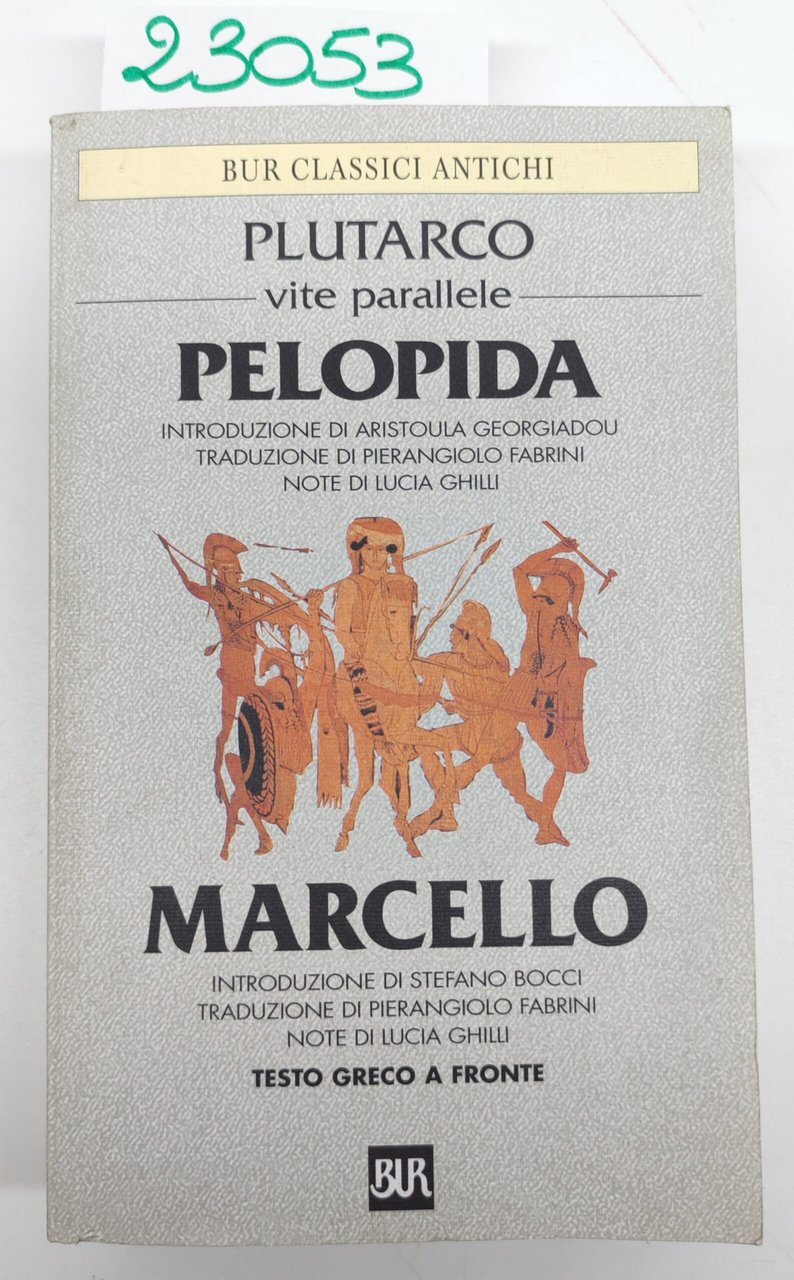 23053
BUR CLASSICI ANTICHI
PLUTARCO
vite parallele
PELOPIDA
INTRODUZIONE DI ARISTOULA GEORGIADOU
TRADUZIONE DI PIERANGIOLO FABRINI
NOTE DI LUCIA GHILLI
MARCELLO
INTRODUZIONE DI STEFANO BOCCI
TRADUZIONE DI PIERANGIOLO FABRINI
NOTE DI LUCIA GHILLI
TESTO GRECO A FRONTE
BUR